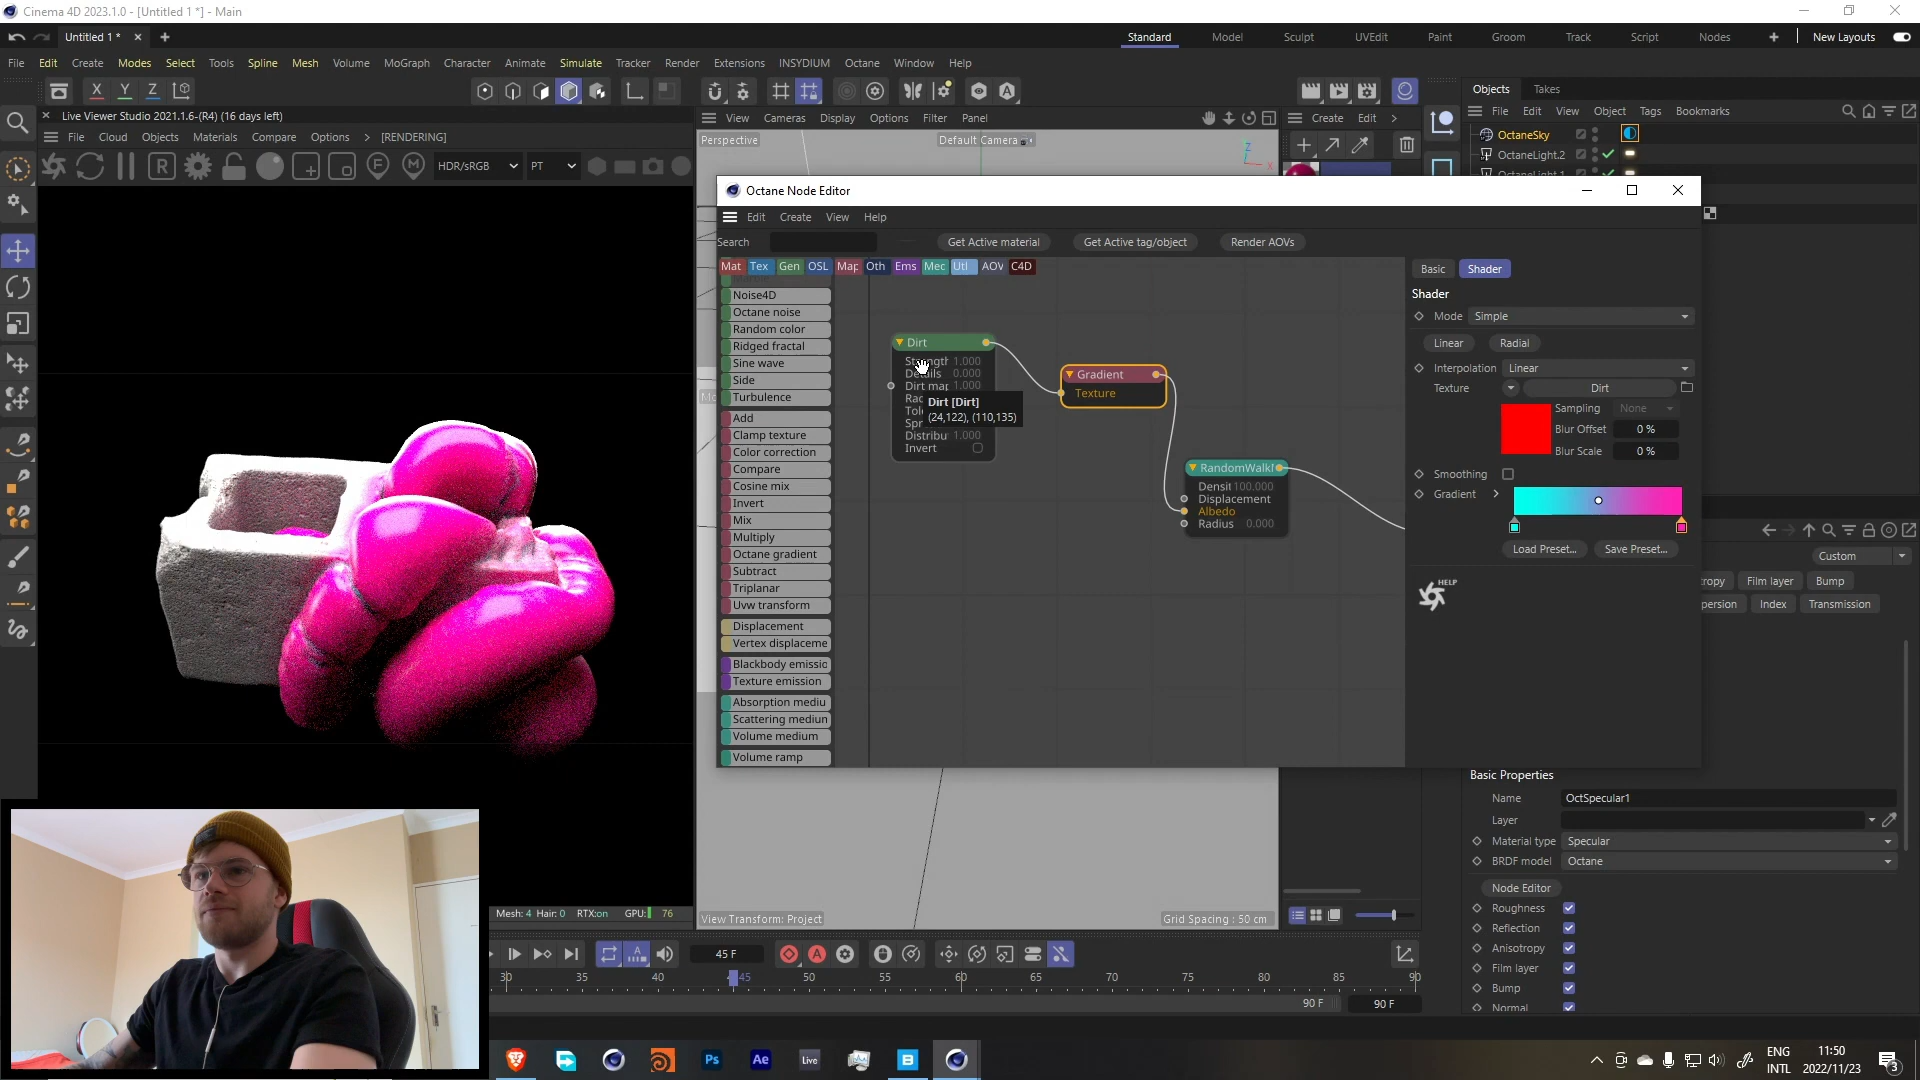 Cinema 4D 2023.1.0 - [Untitled 1 *] - Main
Untitled 1 *
Standard Model Sculpt UVEdit Paint Groom Track Script Nodes New Layouts
File Edit Create Modes Select Tools Spline Mesh Volume MoGraph Character Animate Simulate Tracker Render Extensions INSYDIUM Octane Window Help
X Y Z
Objects Takes
Live Viewer Studio 2021.1.6-(R4) (16 days left)
View Cameras Display Options Filter Panel
Create Edit
File Edit View Object Tags Bookmarks
File Cloud Objects Materials Compare Options > [RENDERING]
Perspective
Default Camera
OctaneSky
OctaneLight.2
HDR/sRGB
PT
Octane Node Editor
Edit Create View Help
Search
Get Active material
Get Active tag/object
Render AOVs
Mat Tex Gen OSL Map Oth Ems Mec Utl AOV C4D
Noise4D
Octane noise
Random color
Ridged fractal
Sine wave
Side
Turbulence
Add
Clamp texture
Color correction
Compare
Cosine mix
Invert
Mix
Multiply
Octane gradient
Subtract
Triplanar
Uvw transform
Displacement
Vertex displaceme
Blackbody emissic
Texture emission
Absorption mediu
Scattering mediun
Volume medium
Volume ramp
Dirt
Strength 1.000
Details 0.000
Dirt map 1.000
Dirt [Dirt]
(24,122), (110,135)
Distribu 1.000
Invert
Gradient
Texture
RandomWalkI
Densit 100.000
Displacement
Albedo
Radius 0.000
Basic Shader
Shader
Mode Simple
Linear Radial
Interpolation Linear
Texture Dirt
Sampling None
Blur Offset 0 %
Blur Scale 0 %
Smoothing
Gradient
Load Preset... Save Preset...
HELP
Custom
Film layer Bump
Index Transmission
Basic Properties
Name OctSpecular1
Layer
Material type Specular
BRDF model Octane
Node Editor
Roughness
Reflection
Anisotropy
Film layer
Bump
Normal
Mesh: 4 Hair: 0 RTX:on GPU: 76
View Transform: Project
Grid Spacing : 50 cm
45 F
30 35 40 45 50 55 60 65 70 75 80 85 90
90 F
90 F
Ps Ae Live B
ENG
INTL
11:50
2022/11/23
3